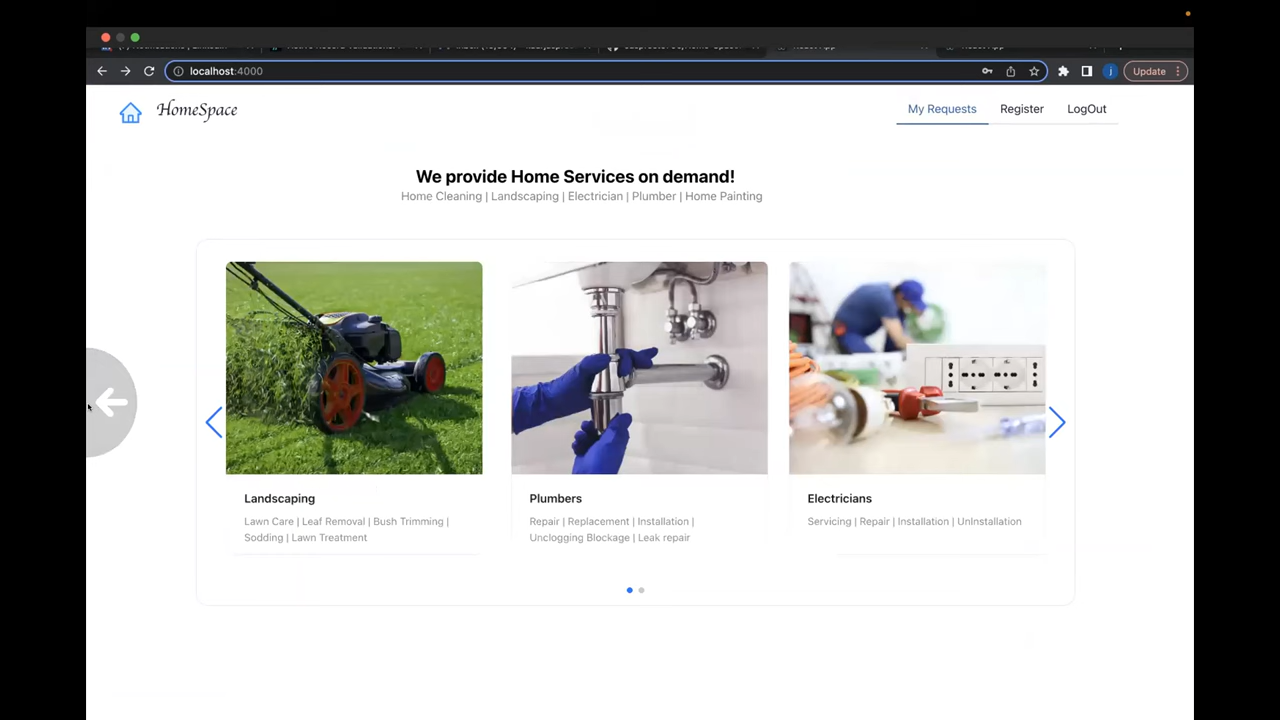 localhost:4000
j
Update
HomeSpace
My Requests
Register
LogOut
We provide Home Services on demand!
Home Cleaning | Landscaping | Electrician | Plumber | Home Painting
Landscaping
Lawn Care | Leaf Removal | Bush Trimming |
Sodding | Lawn Treatment
Plumbers
Repair | Replacement | Installation |
Unclogging Blockage | Leak repair
Electricians
Servicing | Repair | Installation | UnInstallation